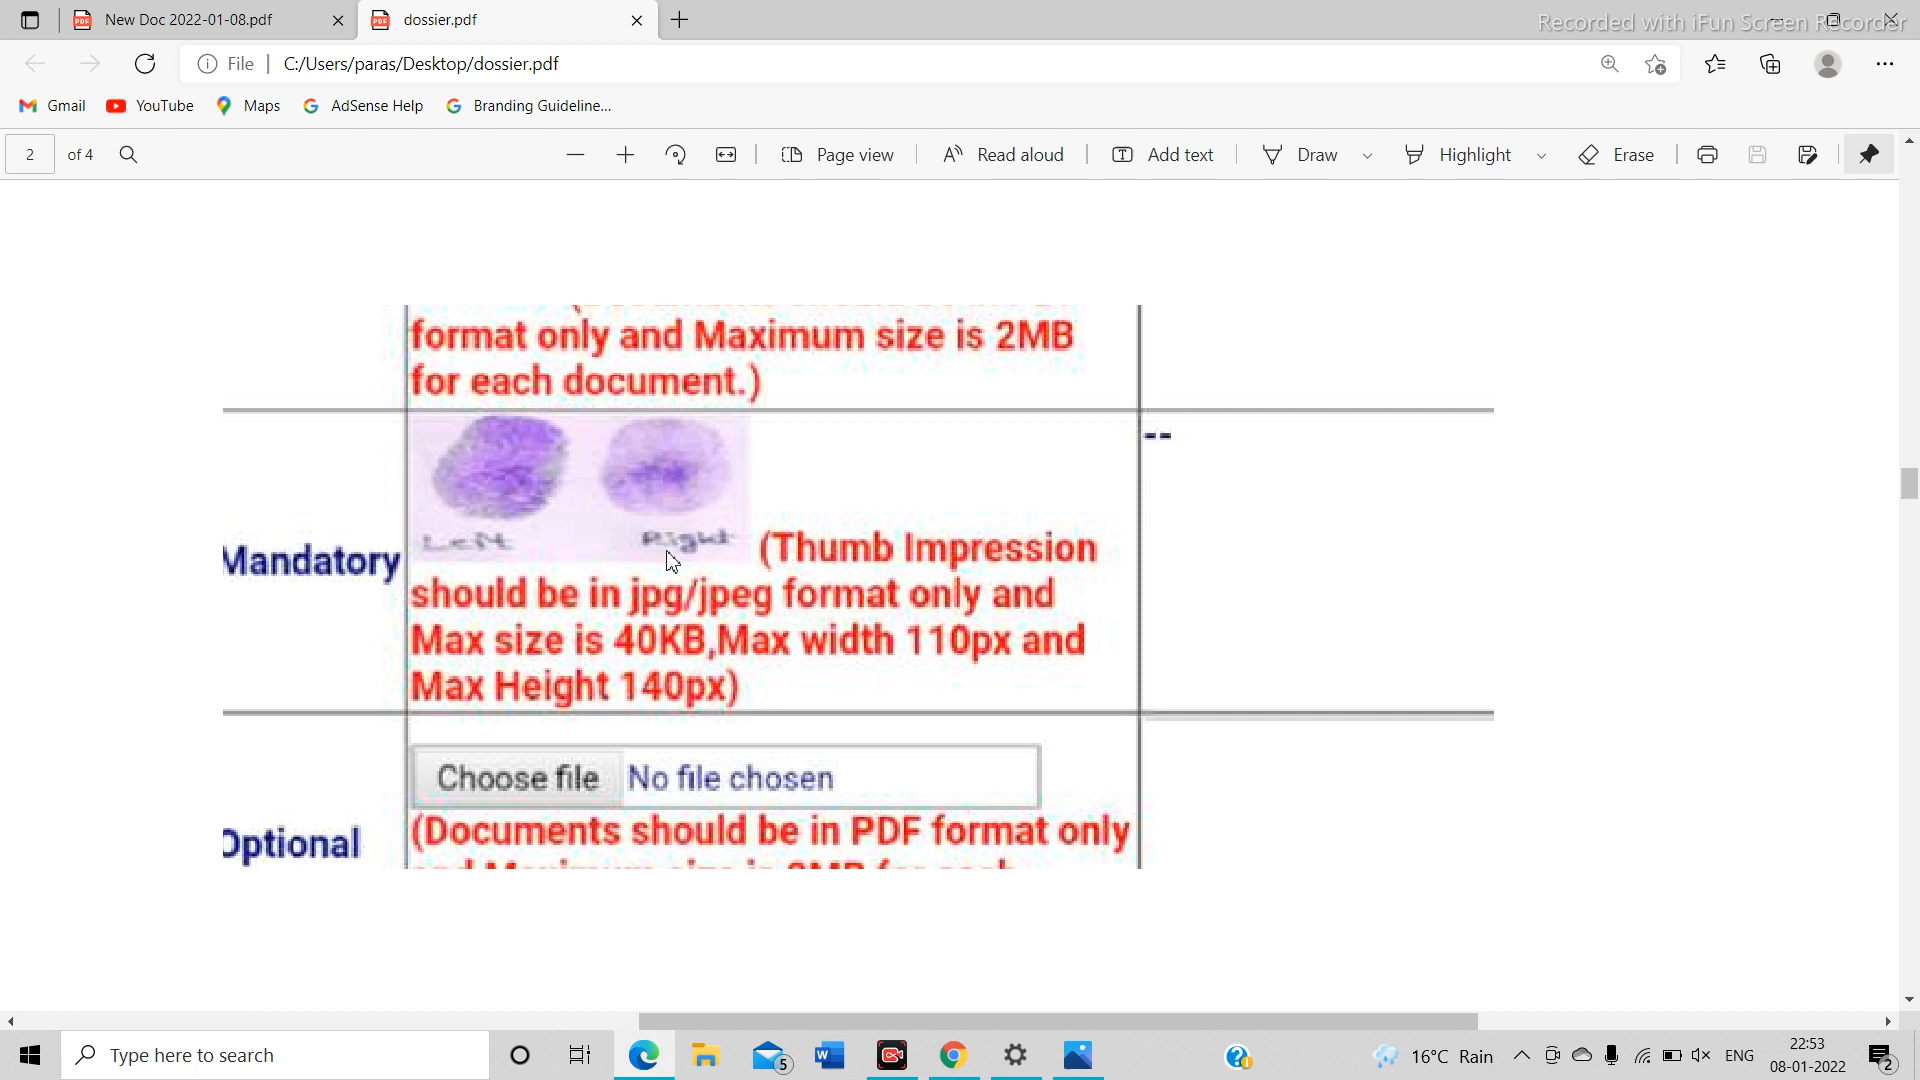 New Doc 2022-01-08.pdf
dossier.pdf
Recorded with iFun Screen Recorder
File
C:/Users/paras/Desktop/dossier.pdf
Gmail
YouTube
Maps
AdSense Help
Branding Guideline...
2 of 4
Page view
Read aloud
Add text
Draw
Highlight
Erase
format only and Maximum size is 2MB
for each document.)
--
Left
Right
Mandatory
(Thumb Impression
should be in jpg/jpeg format only and
Max size is 40KB,Max width 110px and
Max Height 140px)
Choose file No file chosen
Optional
(Documents should be in PDF format only
Type here to search
5
16°C Rain
ENG
22:53
08-01-2022
2